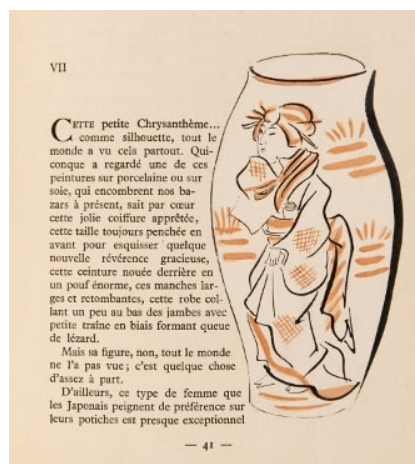 VII
CETTE petite Chrysanthème...
comme silhouette, tout le
monde a vu cela partout. Qui-
conque a regardé une de ces
peintures sur porcelaine ou sur
soie, qui encombrent nos ba-
zars à présent, sait par cœur
cette jolie coiffure apprêtée,
cette taille toujours penchée en
avant pour esquisser quelque
nouvelle révérence gracieuse,
cette ceinture nouée derrière en
un pouf énorme, ces manches lar-
ges et retombantes, cette robe col-
lant un peu au bas des jambes avec
petite traîne en biais formant queue
de lézard.
Mais sa figure, non, tout le monde
ne l'a pas vue ; c'est quelque chose
d'assez à part.
D'ailleurs, ce type de femme que
les Japonais peignent de préférence sur
leurs potiches est presque exceptionnel
— 41 —